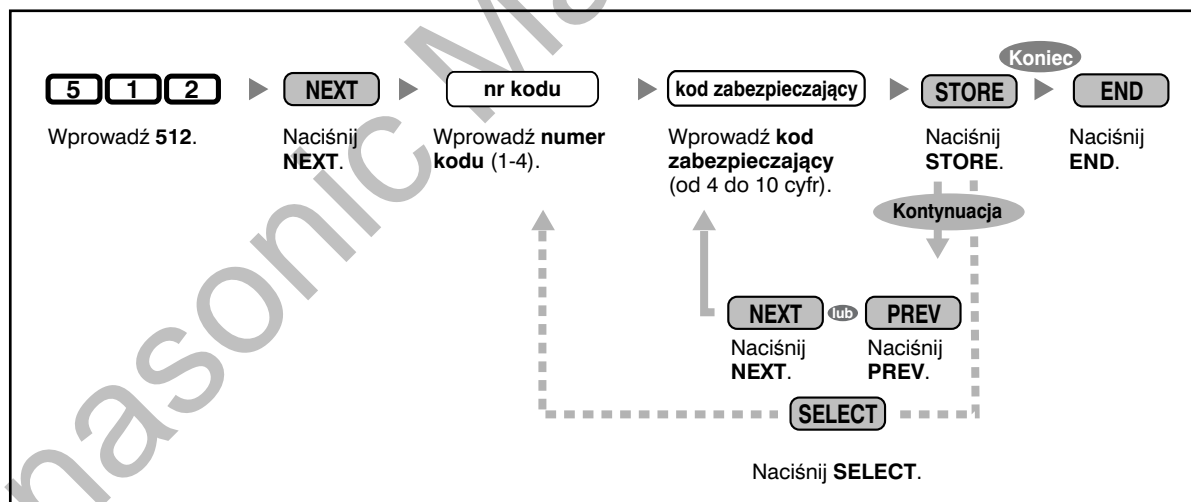 Koniec
5 1 2 NEXT nr kodu kod zabezpieczający STORE END
Wprowadź 512.
Naciśnij
NEXT.
Wprowadź numer
kodu (1-4).
Wprowadź kod
zabezpieczający
(od 4 do 10 cyfr).
Naciśnij
STORE.
Naciśnij
END.
Kontynuacja
NEXT lub PREV
Naciśnij
NEXT.
Naciśnij
PREV.
SELECT
Naciśnij SELECT.